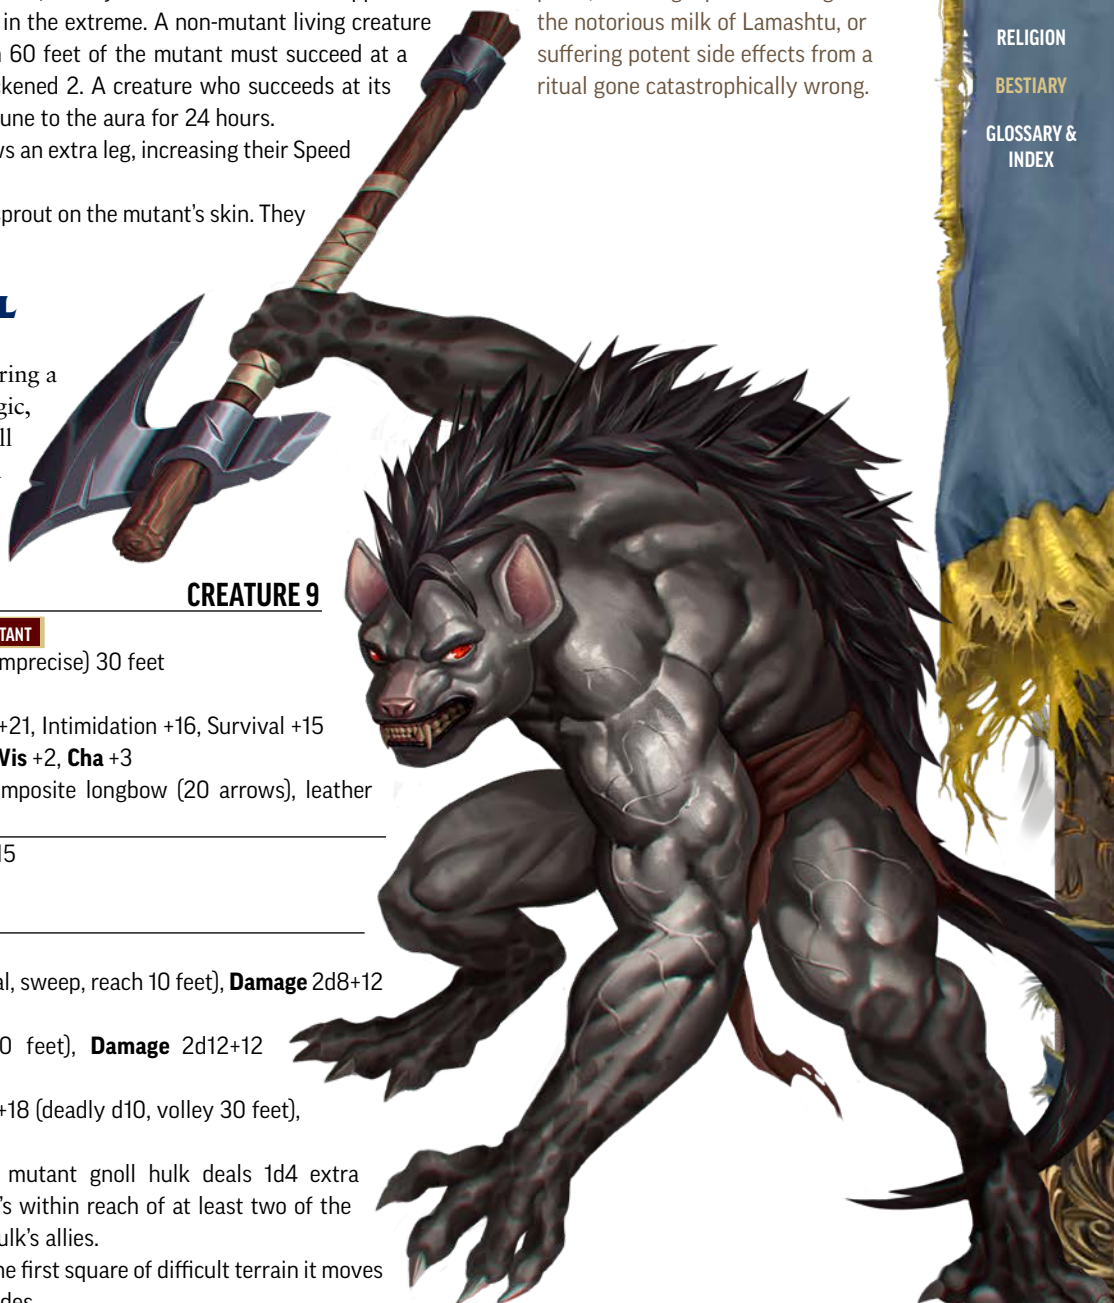 in the extreme. A non-mutant living creature
60 feet of the mutant must succeed at a
ckened 2. A creature who succeeds at its
une to the aura for 24 hours.
ws an extra leg, increasing their Speed
sprout on the mutant's skin. They
ring a
gic,
ll
CREATURE 9
TANT
mprecise) 30 feet
+21, Intimidation +16, Survival +15
Wis +2, Cha +3
mposite longbow (20 arrows), leather
15
al, sweep, reach 10 feet), Damage 2d8+12
0 feet), Damage 2d12+12
+18 (deadly d10, volley 30 feet),
mutant gnoll hulk deals 1d4 extra
's within reach of at least two of the
ulk's allies.
he first square of difficult terrain it moves
des.
the notorious milk of Lamashtu, or
suffering potent side effects from a
ritual gone catastrophically wrong.
RELIGION
BESTIARY
GLOSSARY &
INDEX